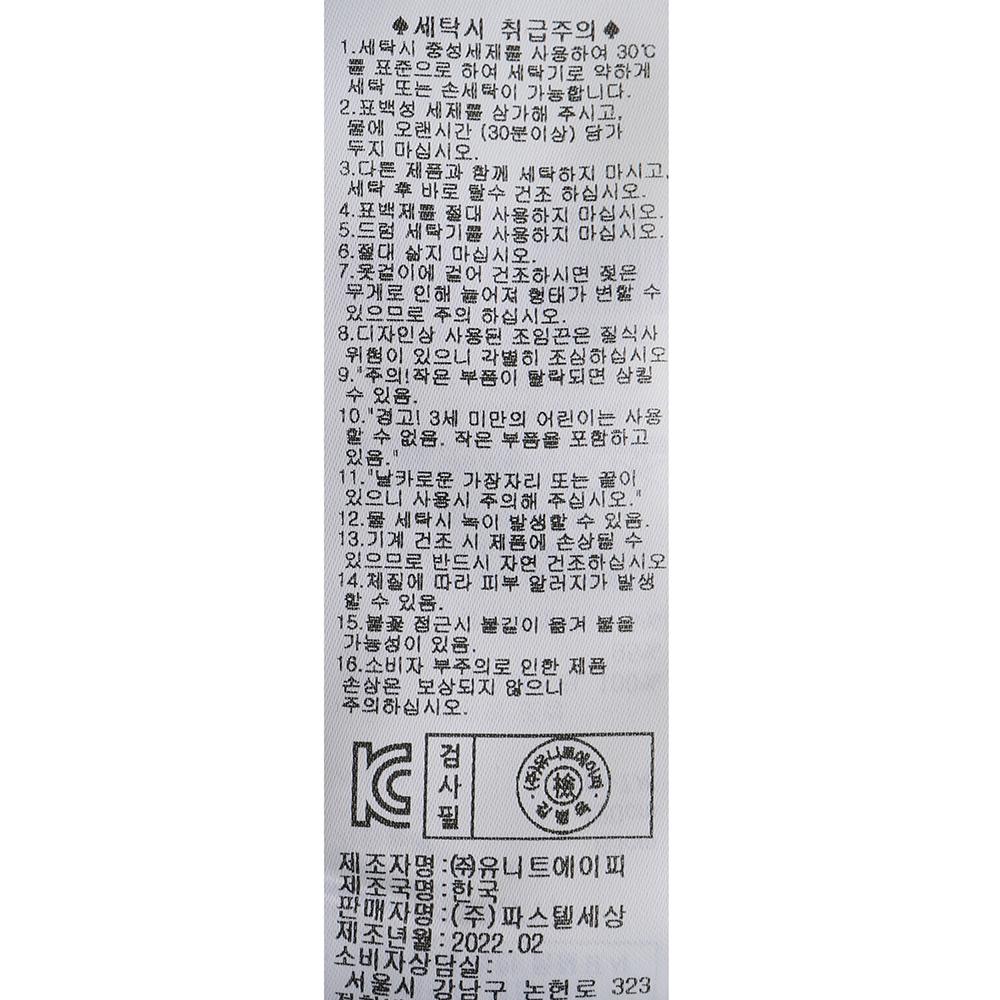 ♠세탁시 취급주의♠
1.세탁시 중성세제를 사용하여 30℃
를 표준으로 하여 세탁기로 약하게
세탁 또는 손세탁이 가능합니다.
2.표백성 세제를 삼가해 주시고,
물에 오랜시간 (30분이상) 담가
두지 마십시오.
3.다른 제품과 함께 세탁하지 마시고,
세탁 후 바로 탈수 건조 하십시오.
4.표백제를 절대 사용하지 마십시오.
5.드럼 세탁기를 사용하지 마십시오.
6.절대 삶지 마십시오.
7.옷걸이에 걸어 건조하시면 젖은
무게로 인해 늘어져 형태가 변할 수
있으므로 주의 하십시오.
8.디자인상 사용된 조임끈은 질식사
위험이 있으니 각별히 조심하십시오
9."주의!작은 부품이 탈락되면 삼킬
수 있음.
10."경고! 3세 미만의 어린이는 사용
할 수 없음. 작은 부품을 포함하고
있음."
11."날카로운 가장자리 또는 끝이
있으니 사용시 주의해 주십시오."
12.물 세탁시 녹이 발생할 수 있음.
13.기계 건조 시 제품에 손상될 수
있으므로 반드시 자연 건조하십시오
14.체질에 따라 피부 알러지가 발생
할 수 있음.
15.불꽃 접근시 불길이 옮겨 붙을
가능성이 있음.
16.소비자 부주의로 인한 제품
손상은 보상되지 않으니
주의하십시오.
KC
검사필
(주)유니트에이피
檢
제조자명:㈜유니트에이피
제조국명:한국
판매자명:(주)파스텔세상
제조년월:2022.02
소비자상담실:
서울시 강남구 논현로 323